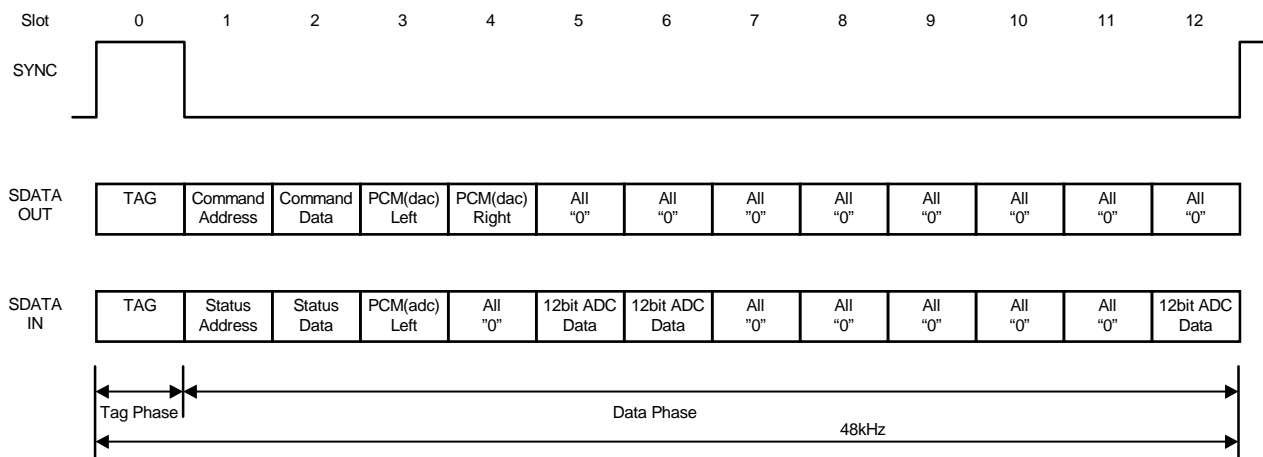 Slot 0 1 2 3 4 5 6 7 8 9 10 11 12
SYNC
SDATA OUT
TAG
Command Address
Command Data
PCM(dac) Left
PCM(dac) Right
All “0”
All “0”
All ”0”
All “0”
All “0”
All “0”
All “0”
All “0”
SDATA IN
TAG
Status Address
Status Data
PCM(adc) Left
All ”0”
12bit ADC Data
12bit ADC Data
All ”0”
All “0”
All “0”
All “0”
All “0”
12bit ADC Data
Tag Phase
Data Phase
48kHz